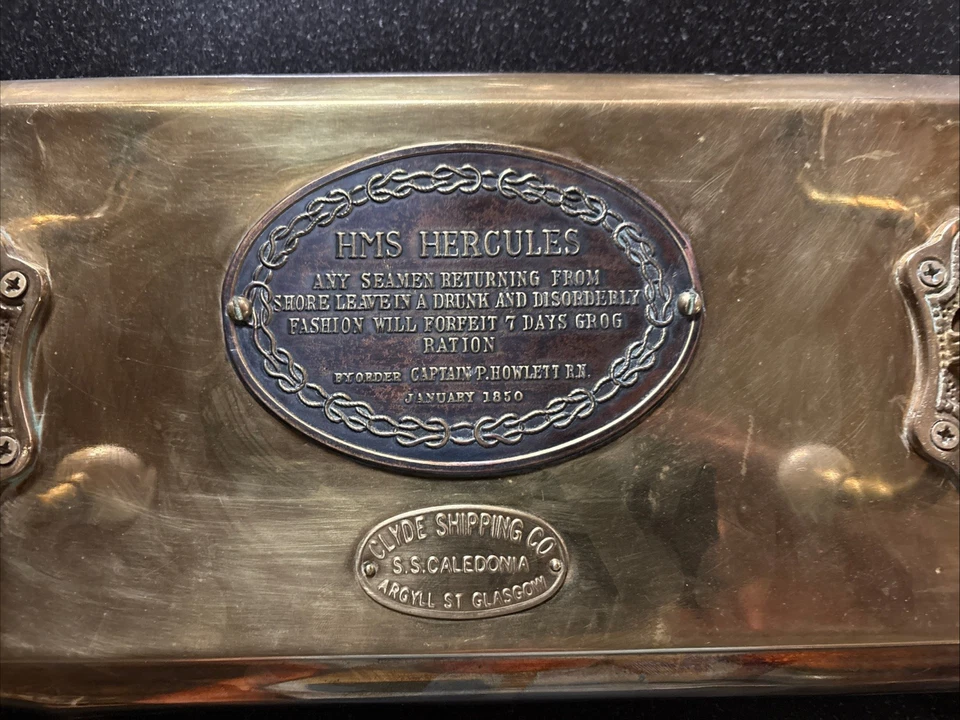 HMS HERCULES
ANY SEAMEN RETURNING FROM
SHORE LEAVE IN A DRUNK AND DISORDERLY
FASHION WILL FORFEIT 7 DAYS GROG
RATION
BY ORDER CAPTAIN P. HOWLETT R.N.
JANUARY 1850
CLYDE SHIPPING CO
S.S. CALEDONIA
ARGYLL ST GLASGOW